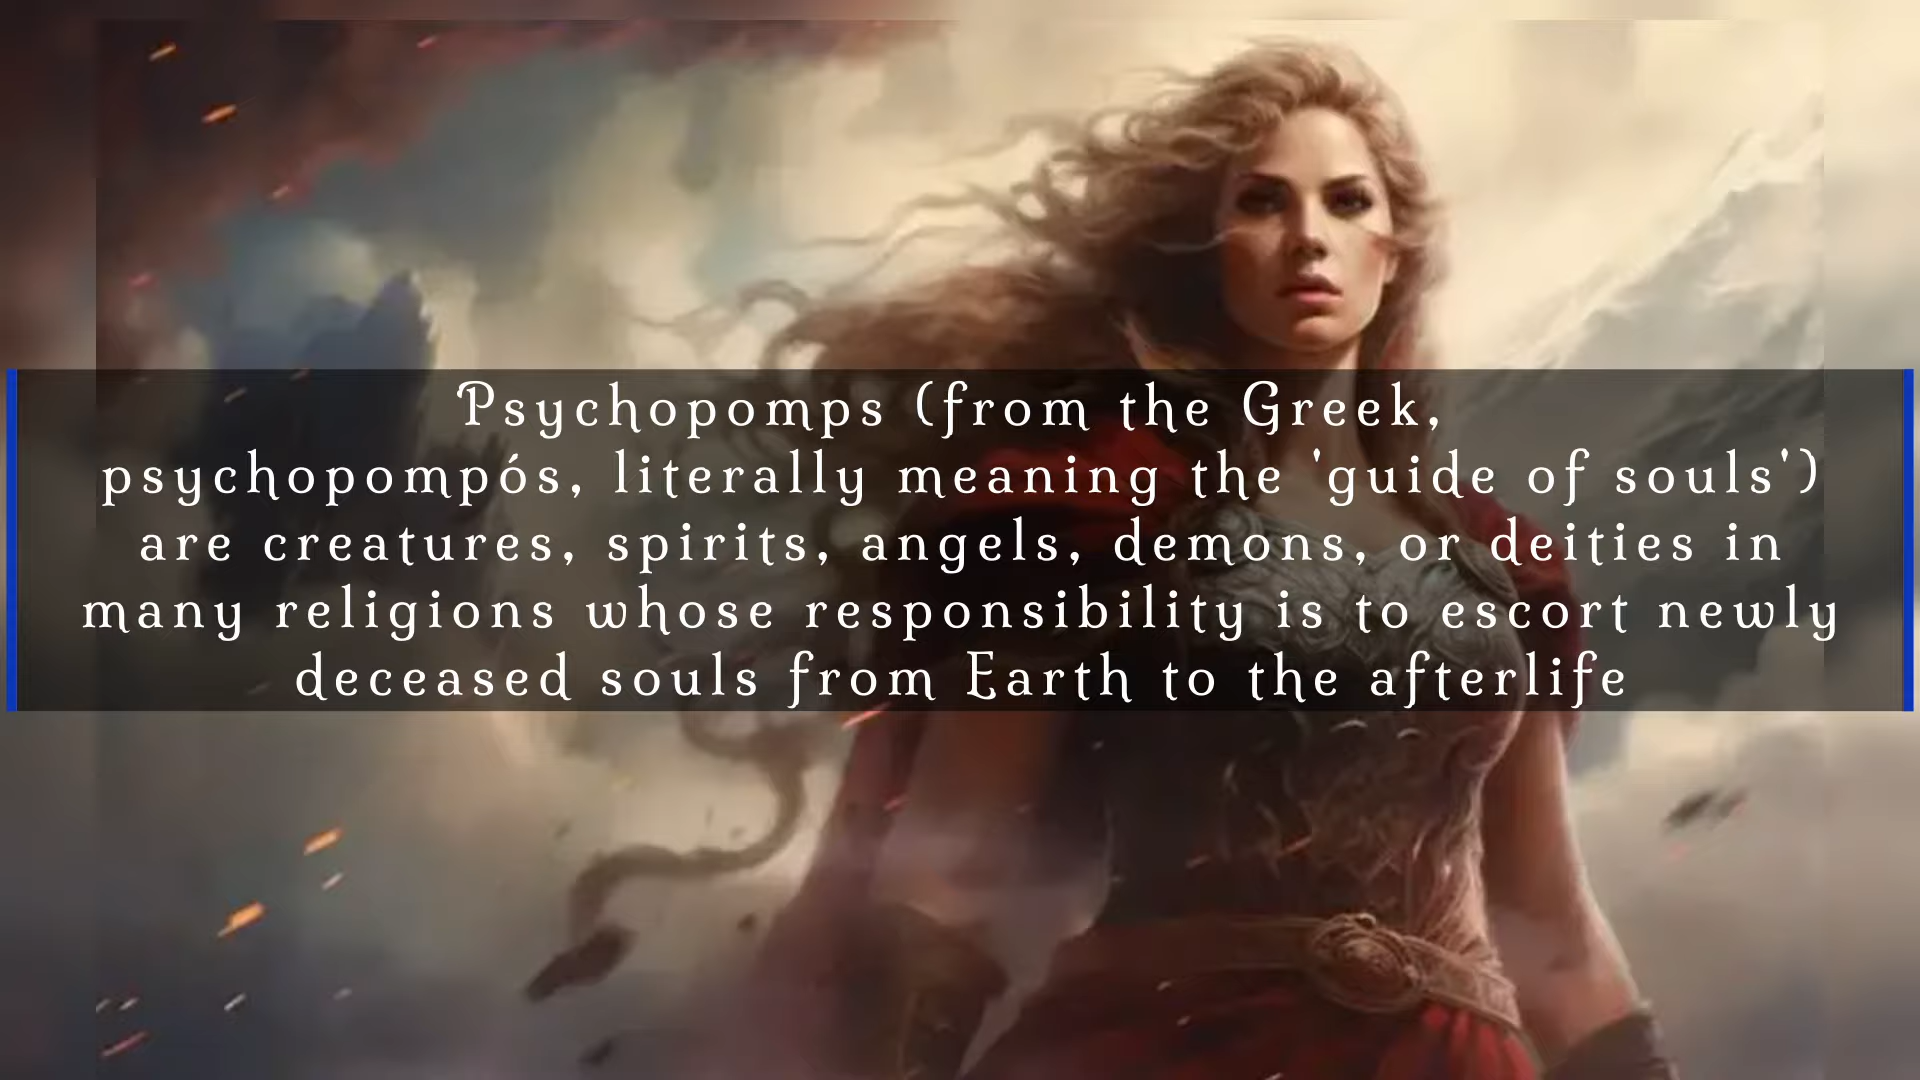 Psychopomps (from the Greek,
psychopompós, literally meaning the 'guide of souls')
are creatures, spirits, angels, demons, or deities in
many religions whose responsibility is to escort newly
deceased souls from Earth to the afterlife